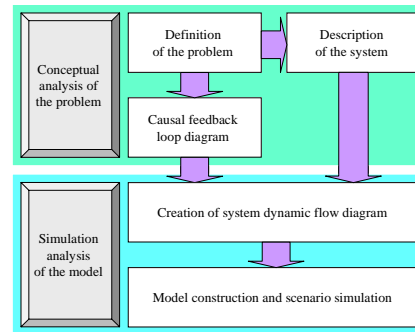 Conceptual
analysis of
the problem
Definition
of the problem
Description
of the system
Causal feedback
loop diagram
Simulation
analysis
of the model
Creation of system dynamic flow diagram
Model construction and scenario simulation